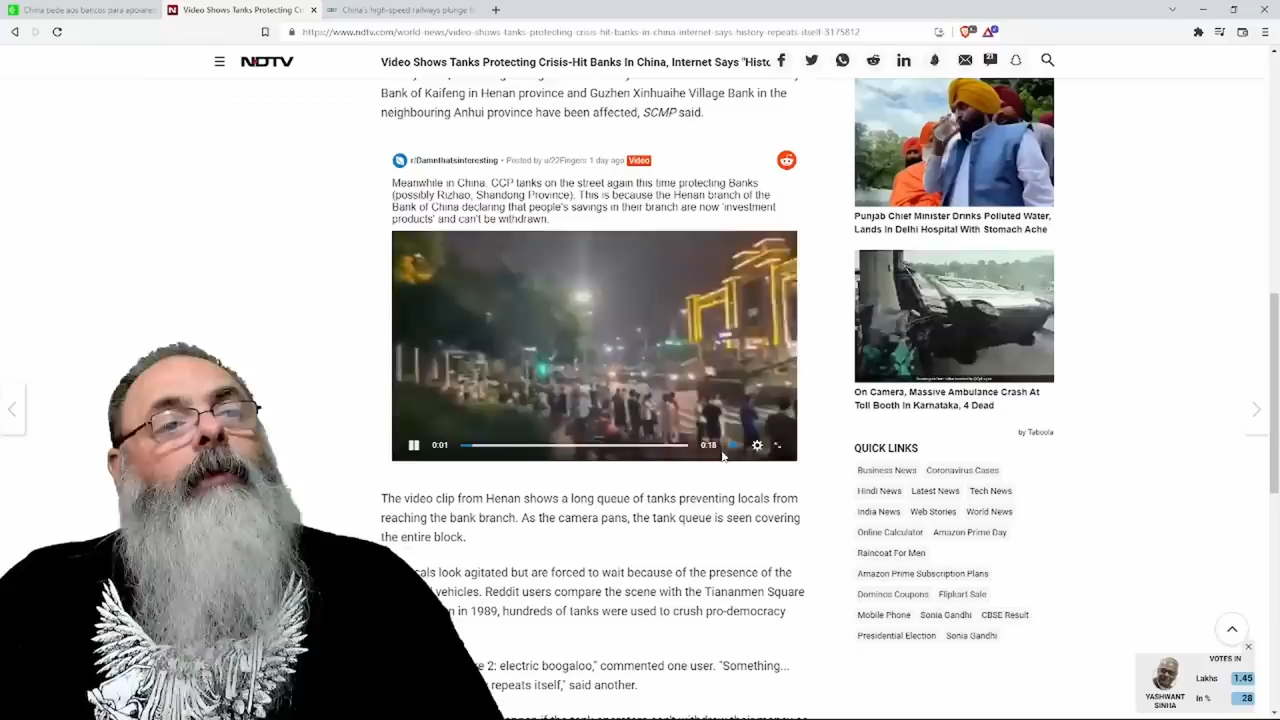 China pede aos bancos para apoiarem
Video Shows Tanks Protecting Cri
China's high-speed railways plunge f
https://www.ndtv.com/world-news/video-shows-tanks-protecting-crisis-hit-banks-in-china-internet-says-history-repeats-itself-3175812
NDTV
Video Shows Tanks Protecting Crisis-Hit Banks In China, Internet Says "Histo
Bank of Kaifeng in Henan province and Guzhen Xinhuaihe Village Bank in the
neighbouring Anhui province have been affected, SCMP said.
r/Damnthatsinteresting • Posted by u/22Fingers 1 day ago Video
Meanwhile in China. CCP tanks on the street again this time protecting Banks
(possibly Rizhao, Shandong Province). This is because the Henan branch of the
Bank of China declaring that people's savings in their branch are now 'investment
products' and can't be withdrawn.
0:01
0:18
The video clip from Henan shows a long queue of tanks preventing locals from
reaching the bank branch. As the camera pans, the tank queue is seen covering
the entire block.
cals look agitated but are forced to wait because of the presence of the
vehicles. Reddit users compare the scene with the Tiananmen Square
n in 1989, hundreds of tanks were used to crush pro-democracy
e 2: electric boogaloo," commented one user. "Something...
repeats itself," said another.
Punjab Chief Minister Drinks Polluted Water,
Lands In Delhi Hospital With Stomach Ache
On Camera, Massive Ambulance Crash At
Toll Booth In Karnataka, 4 Dead
by Taboola
QUICK LINKS
Business News Coronavirus Cases
Hindi News Latest News Tech News
India News Web Stories World News
Online Calculator Amazon Prime Day
Raincoat For Men
Amazon Prime Subscription Plans
Dominos Coupons Flipkart Sale
Mobile Phone Sonia Gandhi CBSE Result
Presidential Election Sonia Gandhi
VOTES IN
Lakhs 1.45
In % 28
YASHWANT
SINHA